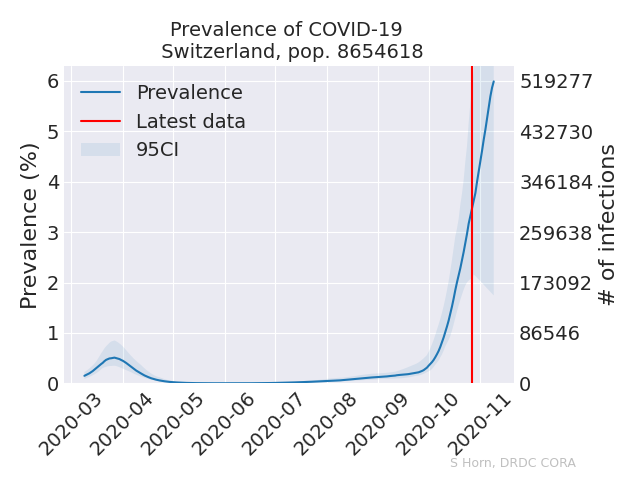 Prevalence of COVID-19
Switzerland, pop. 8654618
Prevalence (%)
6
5
4
3
2
1
0
Prevalence
Latest data
95CI
519277
432730
346184
259638
173092
86546
0
# of infections
2020-03
2020-04
2020-05
2020-06
2020-07
2020-08
2020-09
2020-10
2020-11
S Horn, DRDC CORA